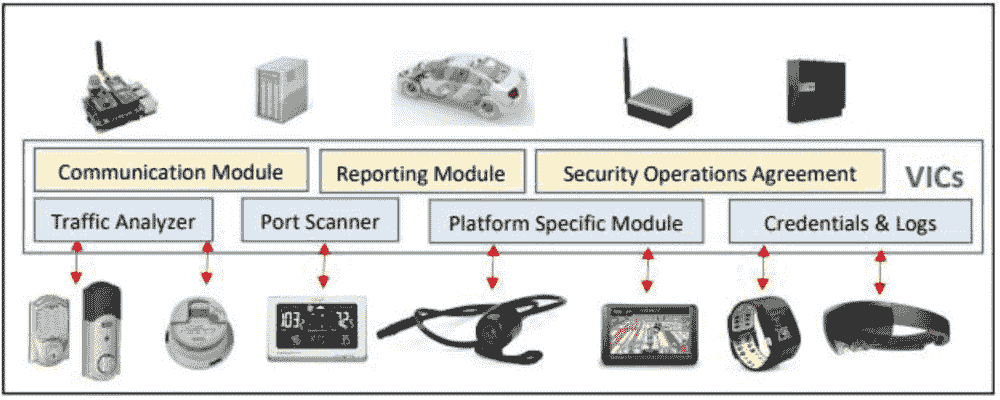 Communication Module
Reporting Module
Security Operations Agreement
VICs
Traffic Analyzer
Port Scanner
Platform Specific Module
Credentials & Logs